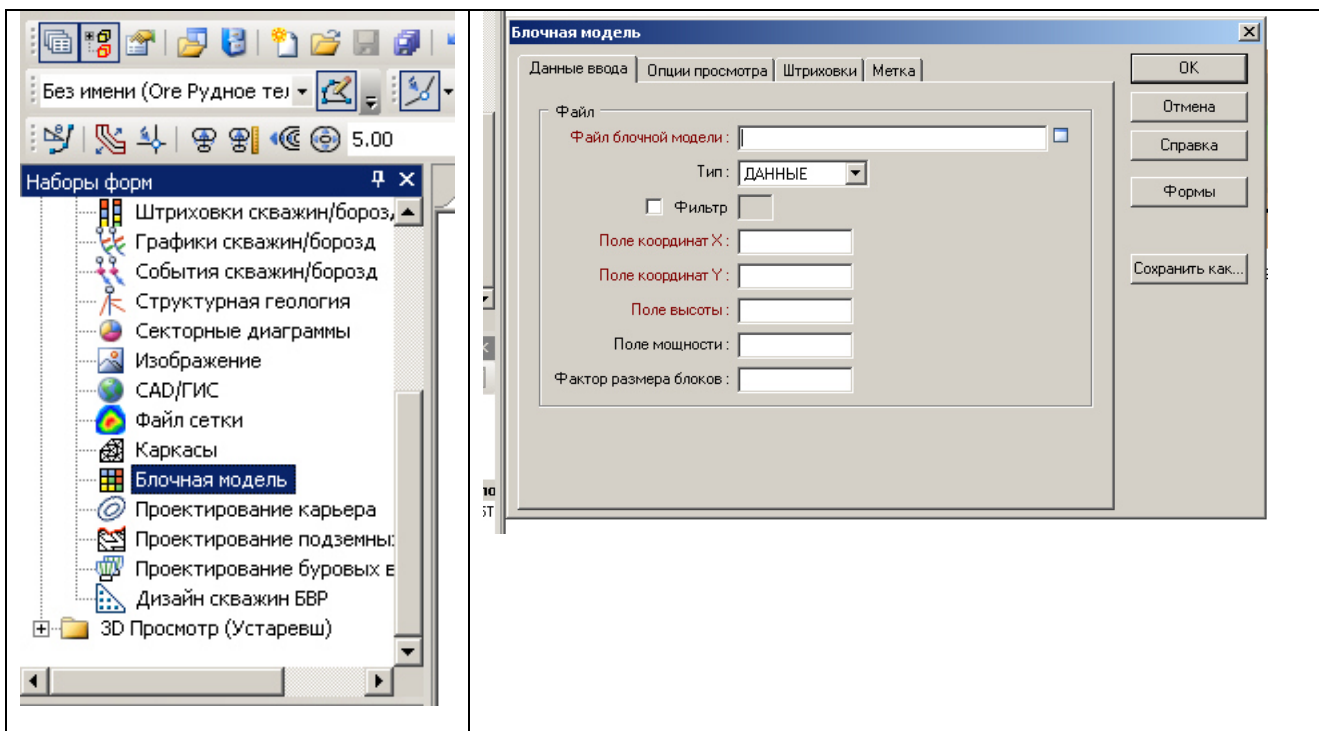 Без имени (Ore Рудное те
5.00
Наборы форм
Штриховки скважин/бороз
Графики скважин/борозд
События скважин/борозд
Структурная геология
Секторные диаграммы
Изображение
CAD/ГИС
Файл сетки
Каркасы
Блочная модель
Проектирование карьера
Проектирование подземны
Проектирование буровых в
Дизайн скважин БВР
3D Просмотр (Устаревш)
Блочная модель
Данные ввода
Опции просмотра
Штриховки
Метка
Файл
Файл блочной модели :
Тип : ДАННЫЕ
Фильтр
Поле координат X :
Поле координат Y :
Поле высоты :
Поле мощности :
Фактор размера блоков :
OK
Отмена
Справка
Формы
Сохранить как...